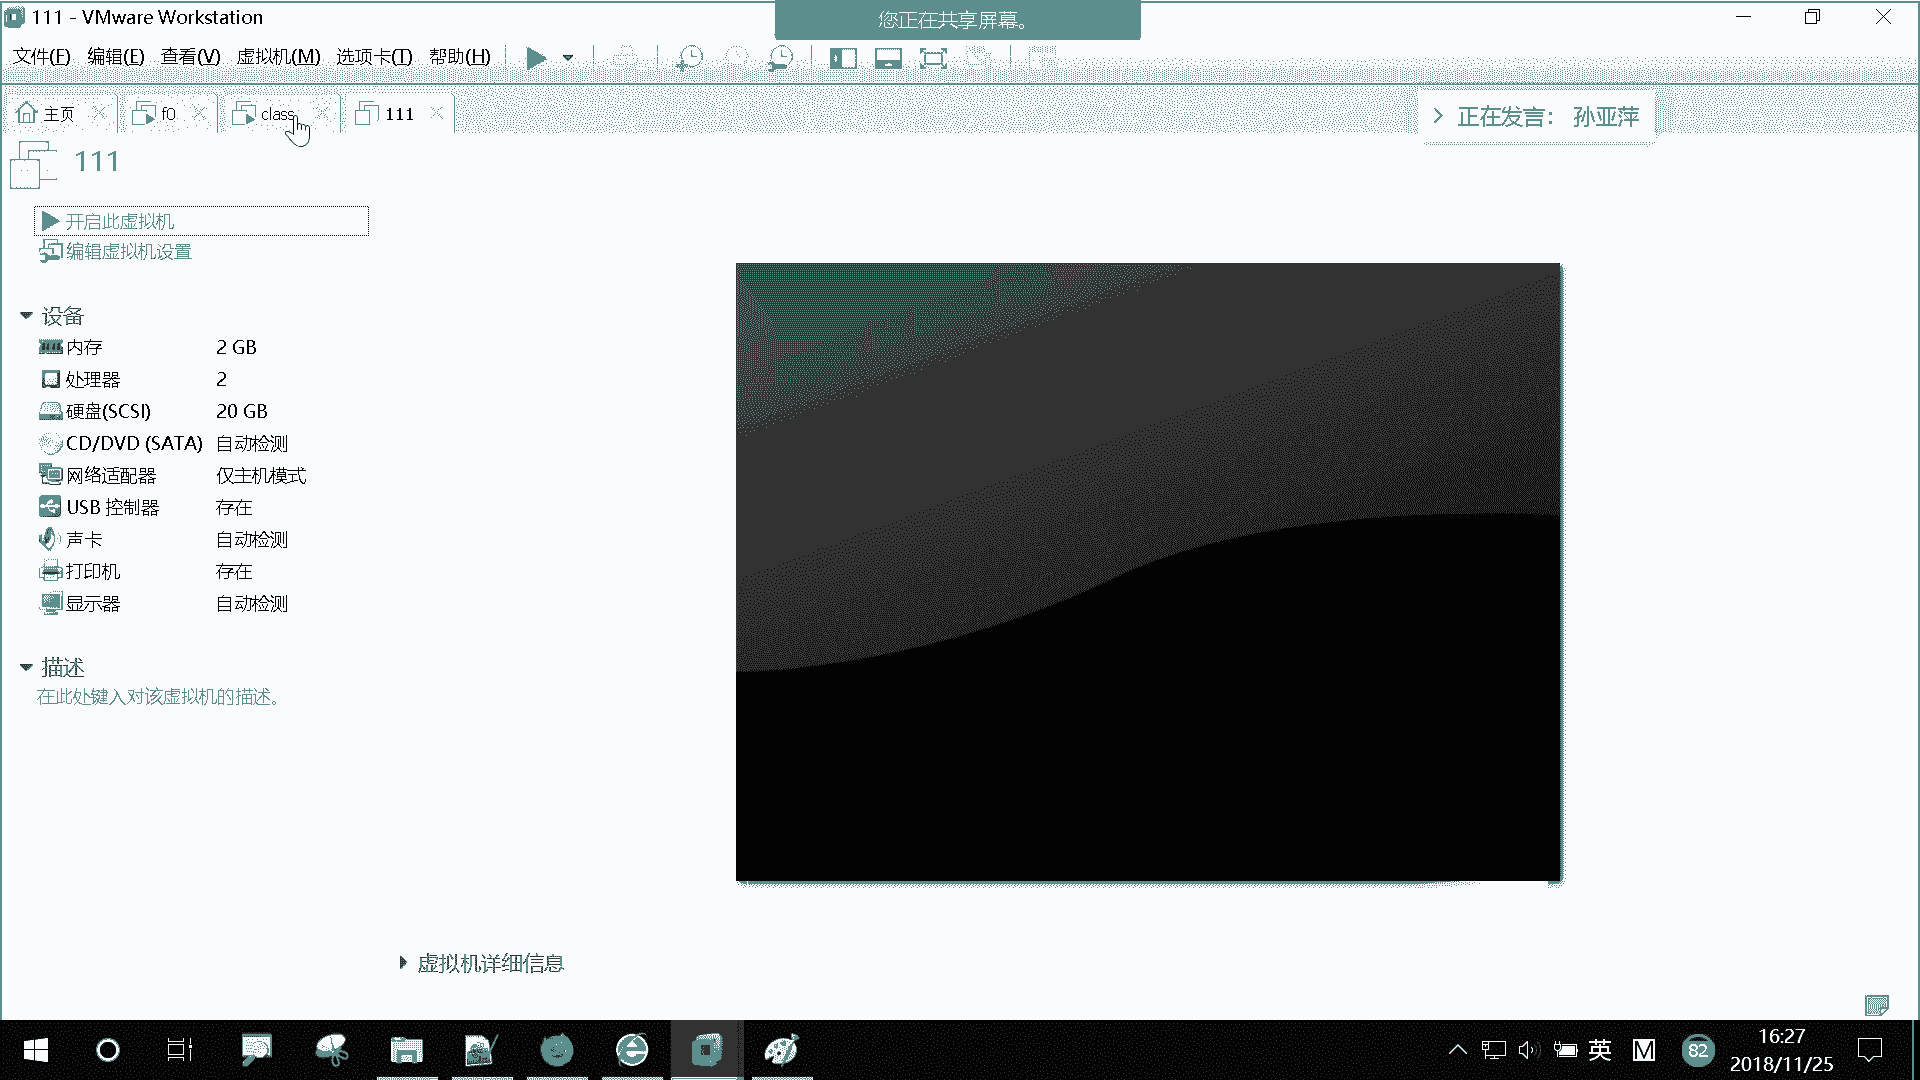 111 - VMware Workstation
您正在共享屏幕。
文件(F) 编辑(E) 查看(V) 虚拟机(M) 选项卡(T) 帮助(H)
主页 f0 class 111
正在发言： 孙亚萍
111
开启此虚拟机
编辑虚拟机设置
设备
内存 2 GB
处理器 2
硬盘(SCSI) 20 GB
CD/DVD (SATA) 自动检测
网络适配器 仅主机模式
USB 控制器 存在
声卡 自动检测
打印机 存在
显示器 自动检测
描述
在此处键入对该虚拟机的描述。
虚拟机详细信息
英 M 82
16:27
2018/11/25